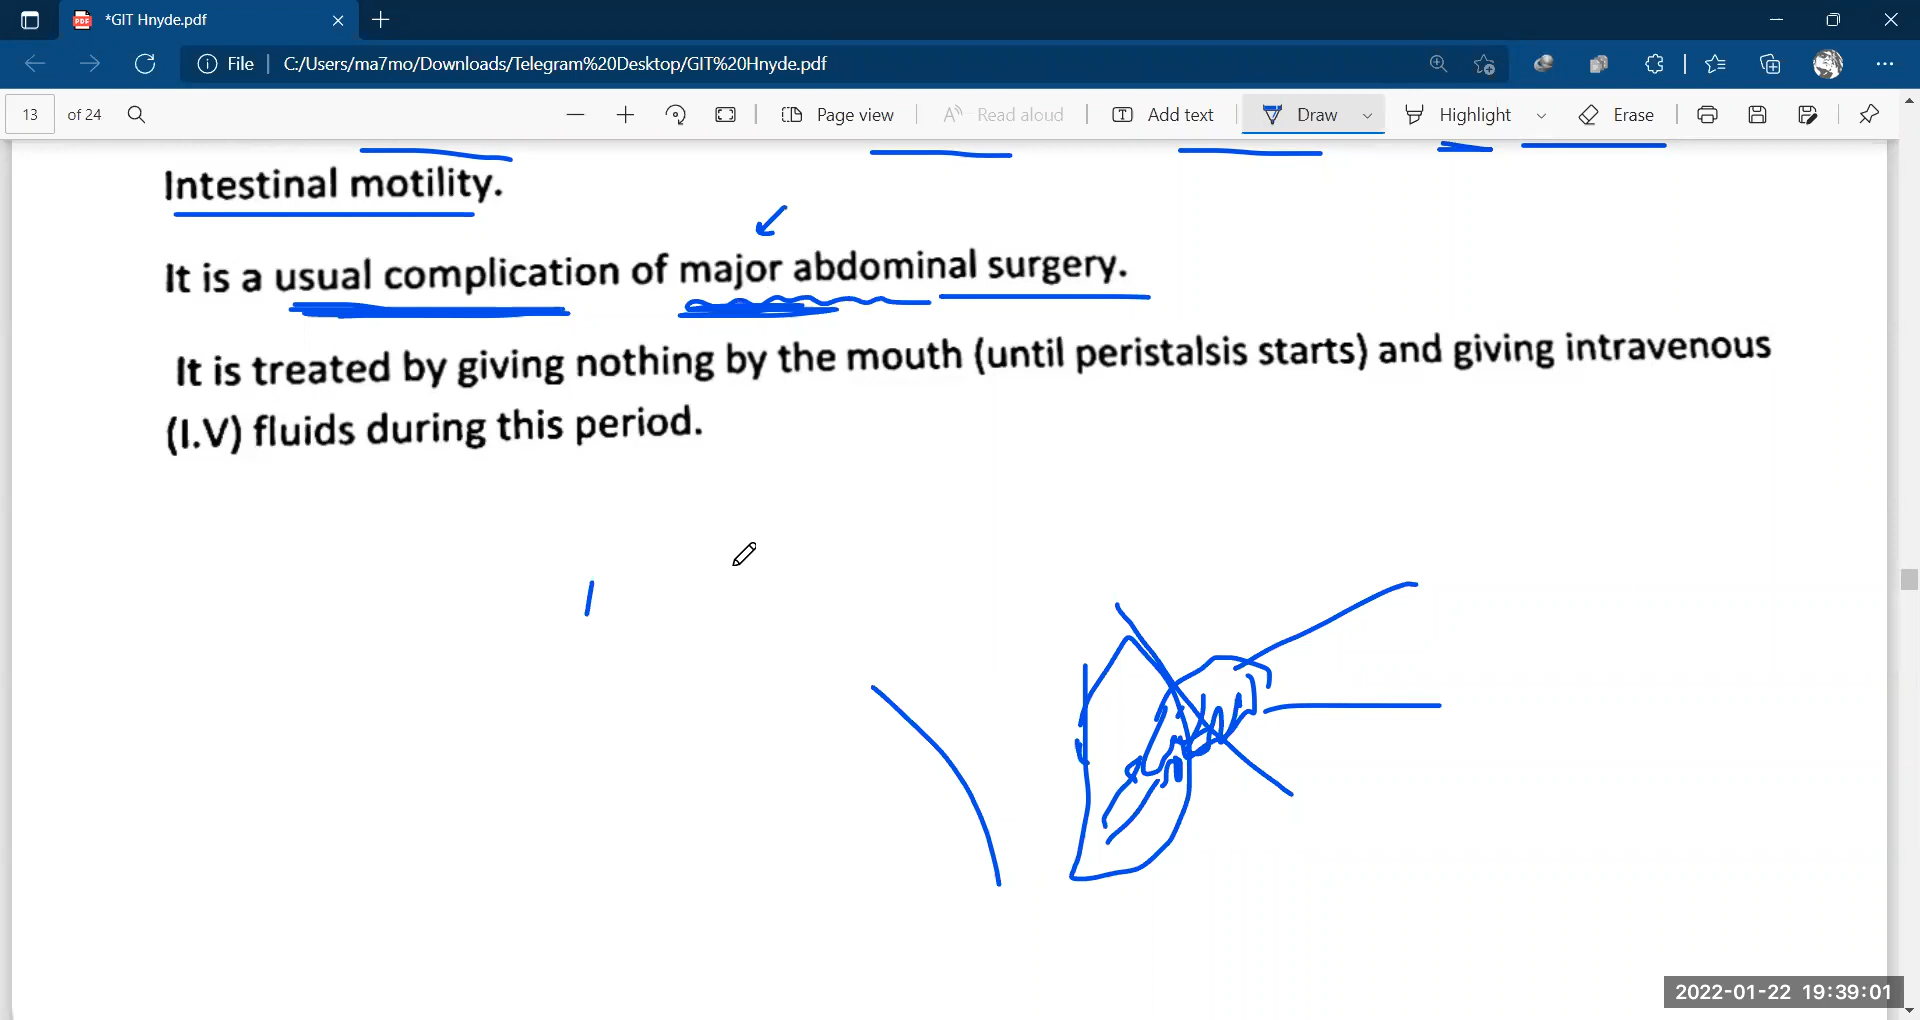 *GIT Hnyde.pdf
File C:/Users/ma7mo/Downloads/Telegram%20Desktop/GIT%20Hnyde.pdf
13 of 24 Page view Read aloud Add text Draw Highlight Erase
Intestinal motility.
It is a usual complication of major abdominal surgery.
It is treated by giving nothing by the mouth (until peristalsis starts) and giving intravenous
(I.V) fluids during this period.
2022-01-22 19:39:01